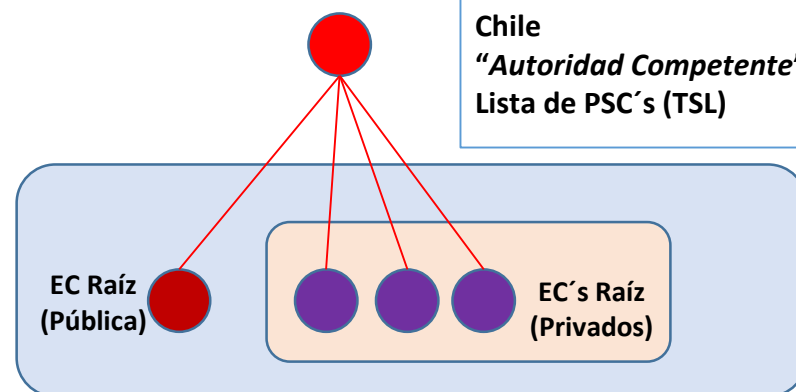 Chile
“Autoridad Competente”
Lista de PSC´s (TSL)
EC Raíz
(Pública)
EC´s Raíz
(Privados)